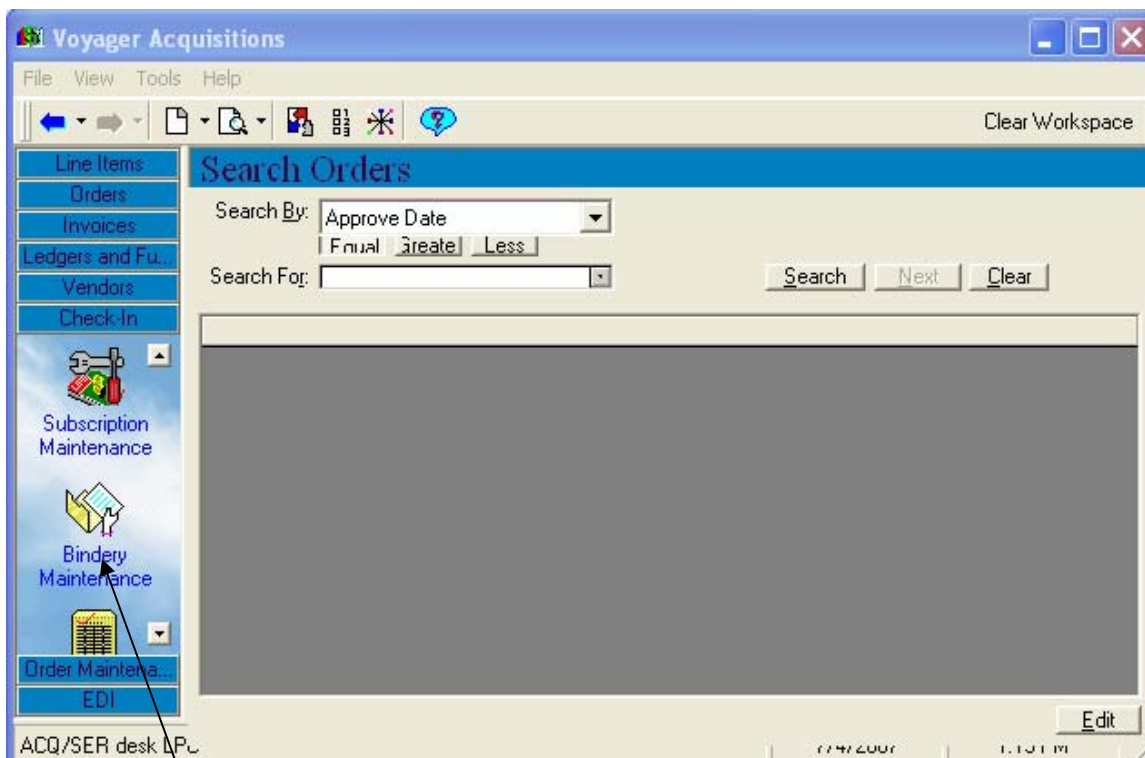 Voyager Acquisitions
File View Tools Help
Clear Workspace
Line Items
Orders
Invoices
Ledgers and Fu...
Vendors
Check-In
Subscription
Maintenance
Bindery
Maintenance
Order Maintena...
EDI
Search Orders
Search By: Approve Date
Equal Greate Less
Search For: Search Next Clear
Edit
ACQ/SER desk